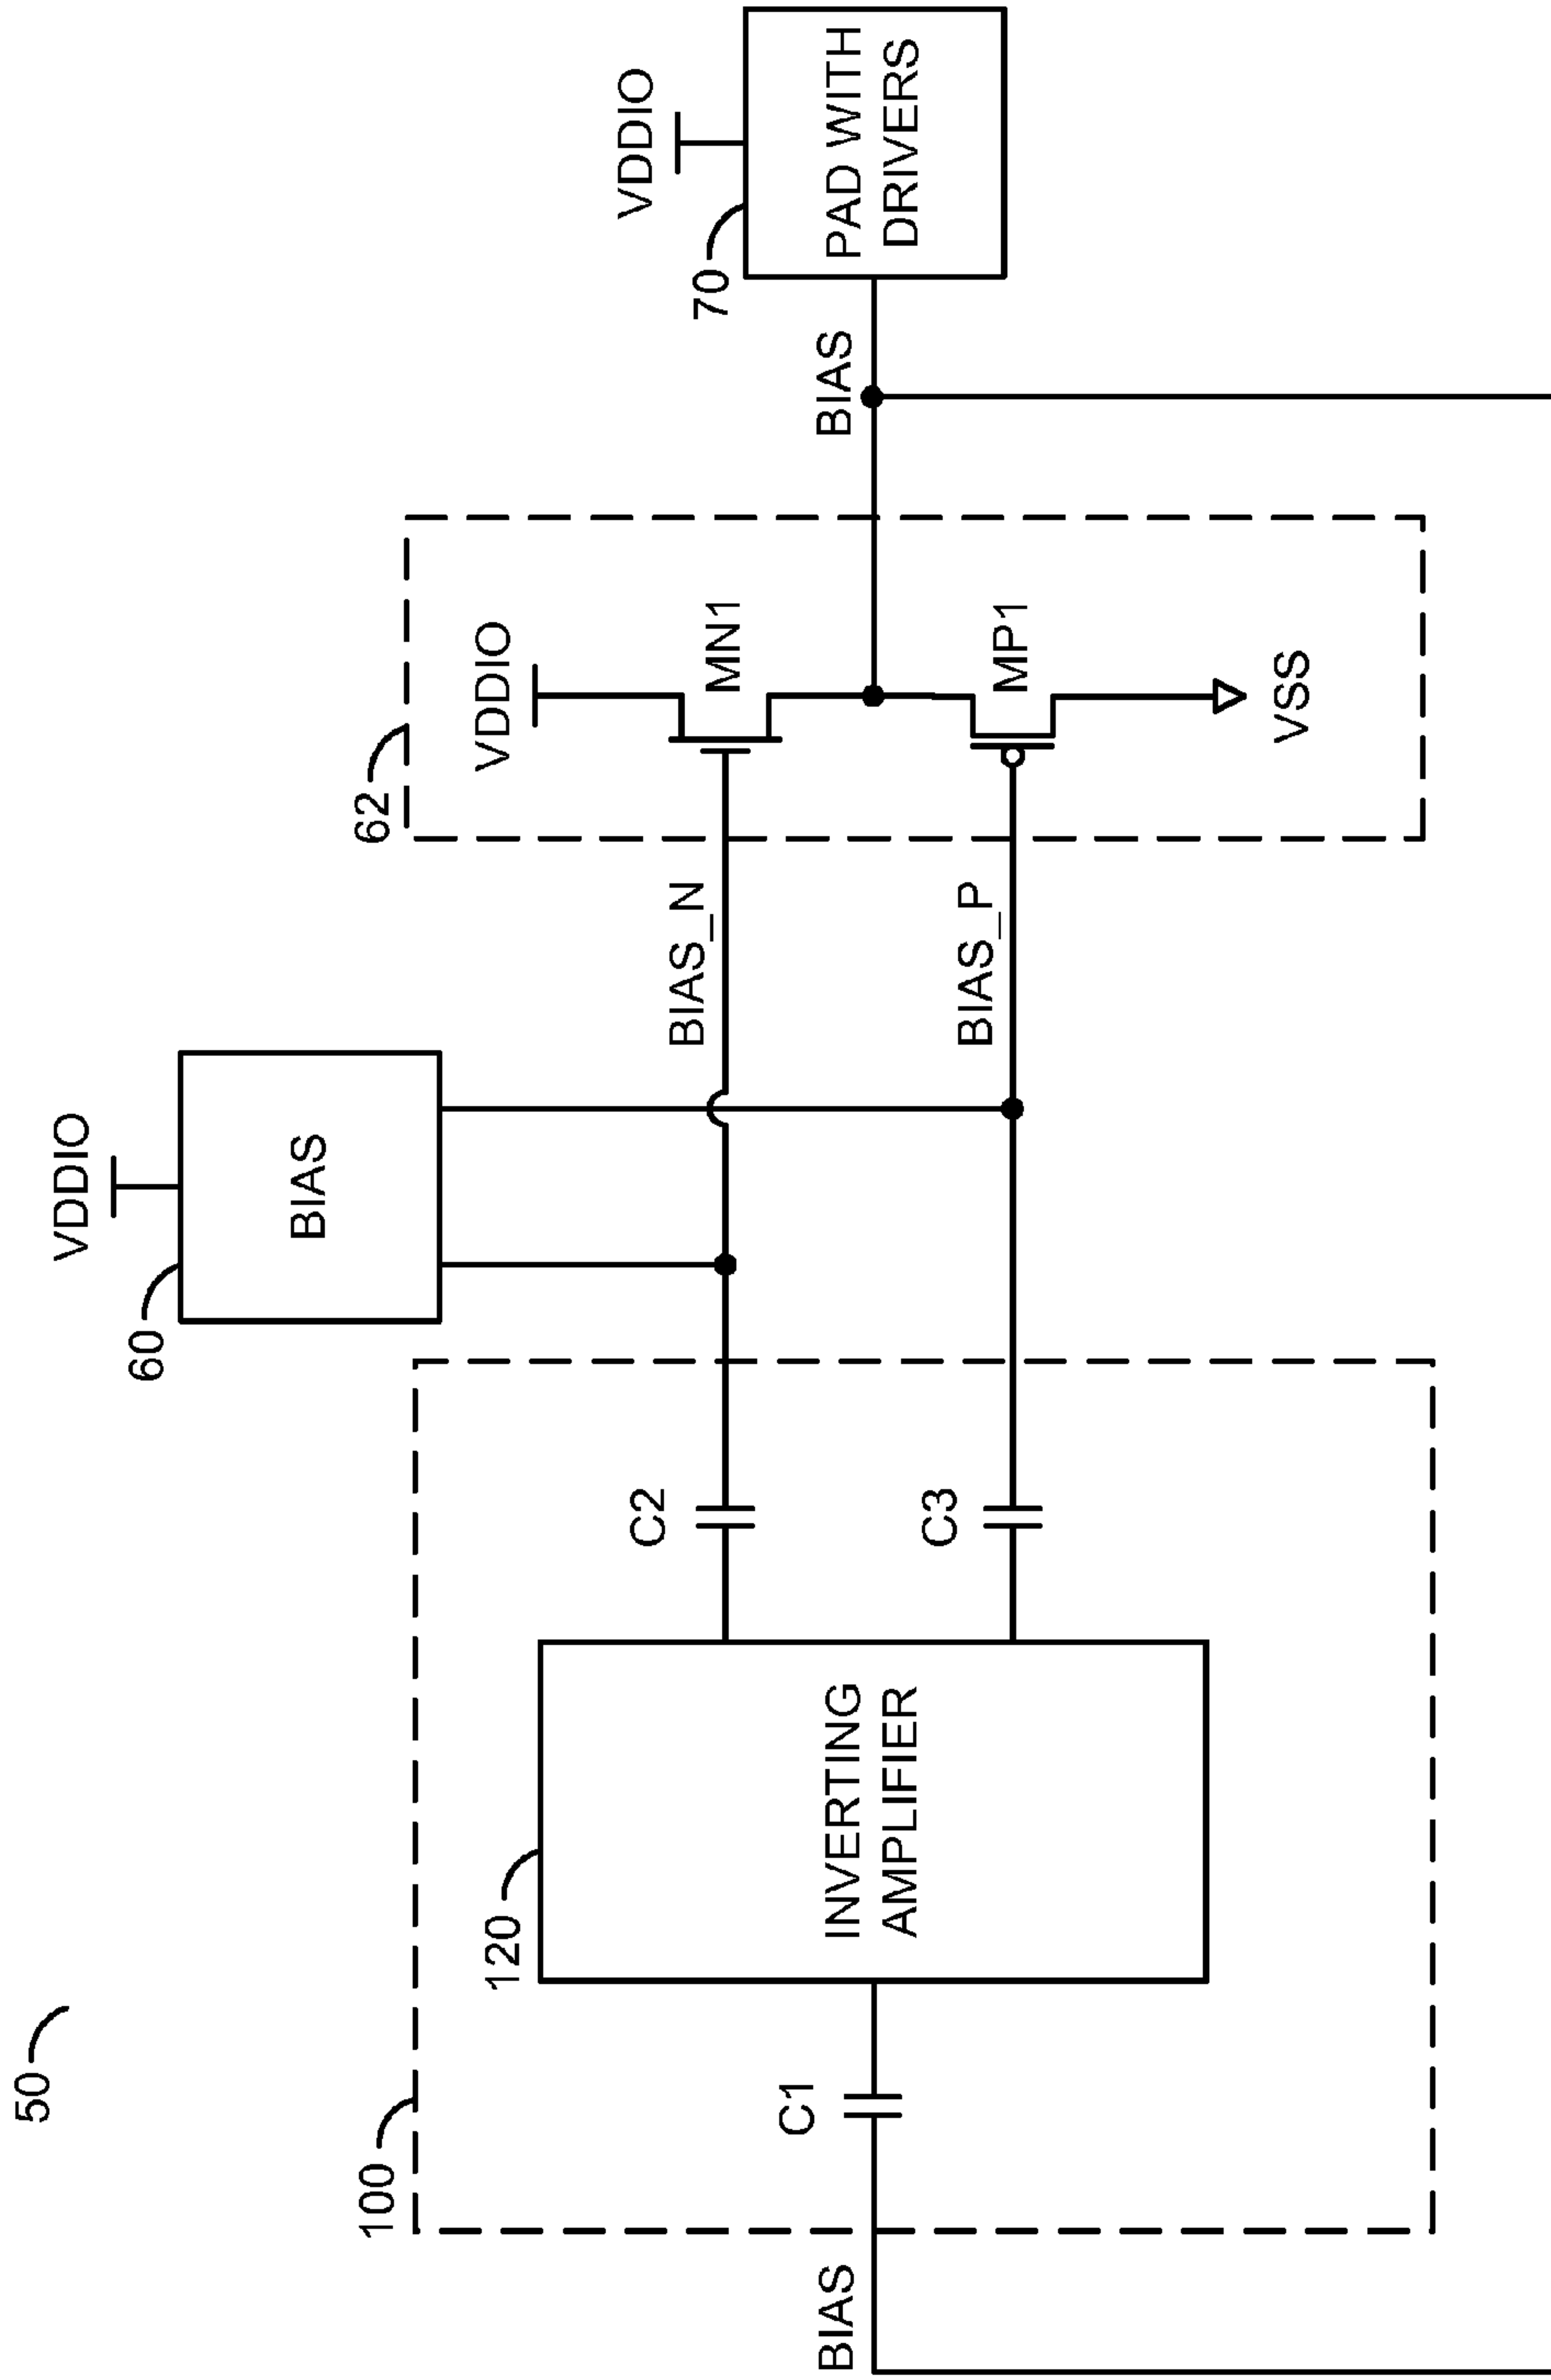 50
100
BIAS
C1
120
INVERTING
AMPLIFIER
C2
C3
VDDIO
60
BIAS
BIAS_N
BIAS_P
62
VDDIO
MN1
MP1
VSS
BIAS
VDDIO
70
PAD WITH
DRIVERS